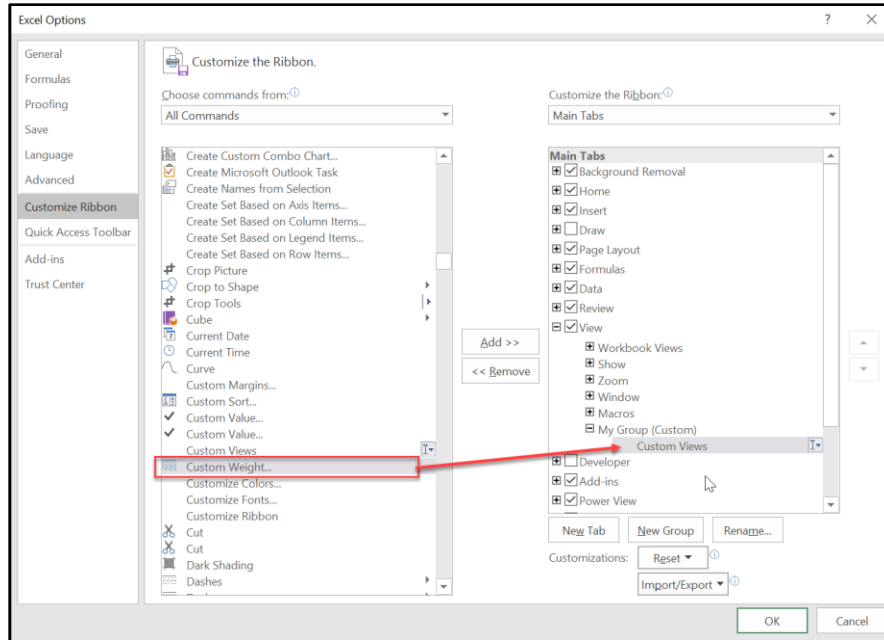 Excel Options
?
General
Formulas
Proofing
Save
Language
Advanced
Customize Ribbon
Quick Access Toolbar
Add-ins
Trust Center
Customize the Ribbon.
Choose commands from:
All Commands
Create Custom Combo Chart...
Create Microsoft Outlook Task
Create Names from Selection
Create Set Based on Axis Items...
Create Set Based on Column Items...
Create Set Based on Legend Items...
Create Set Based on Row Items...
Crop Picture
Crop to Shape
Crop Tools
Cube
Current Date
Current Time
Curve
Custom Margins...
Custom Sort...
Custom Value...
Custom Value...
Custom Views
Custom Weight...
Customize Colors...
Customize Fonts...
Customize Ribbon
Cut
Cut
Dark Shading
Dashes
Add >>
<< Remove
Customize the Ribbon:
Main Tabs
Main Tabs
Background Removal
Home
Insert
Draw
Page Layout
Formulas
Data
Review
View
Workbook Views
Show
Zoom
Window
Macros
My Group (Custom)
Custom Views
Developer
Add-ins
Power View
New Tab
New Group
Rename...
Customizations:
Reset
Import/Export
OK
Cancel